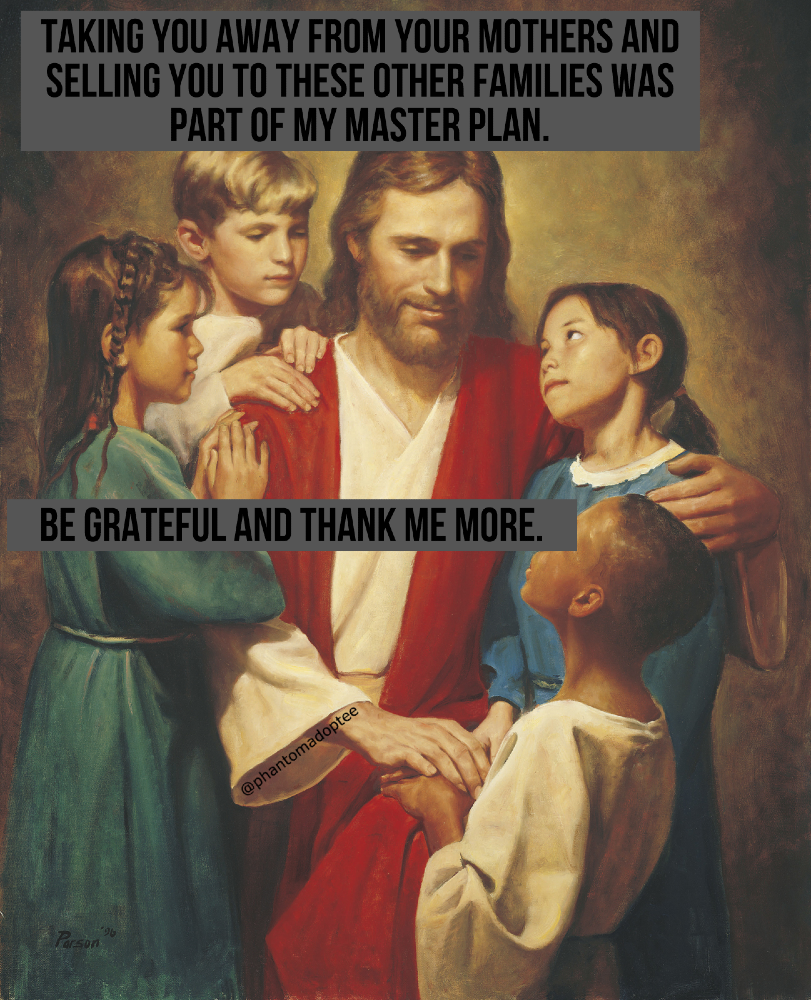 TAKING YOU AWAY FROM YOUR MOTHERS AND
SELLING YOU TO THESE OTHER FAMILIES WAS
PART OF MY MASTER PLAN.
BE GRATEFUL AND THANK ME MORE.
@phantomadoptee
Parson '96